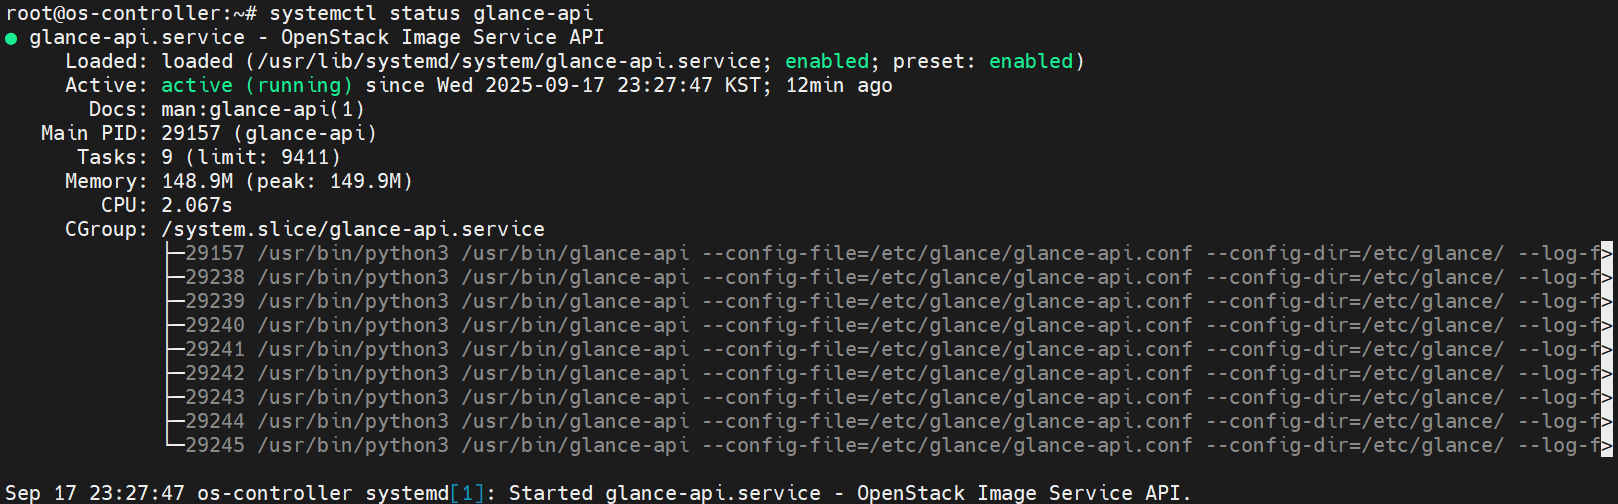 root@os-controller:~# systemctl status glance-api
● glance-api.service - OpenStack Image Service API
     Loaded: loaded (/usr/lib/systemd/system/glance-api.service; enabled; preset: enabled)
     Active: active (running) since Wed 2025-09-17 23:27:47 KST; 12min ago
       Docs: man:glance-api(1)
   Main PID: 29157 (glance-api)
      Tasks: 9 (limit: 9411)
     Memory: 148.9M (peak: 149.9M)
        CPU: 2.067s
     CGroup: /system.slice/glance-api.service
             ├─29157 /usr/bin/python3 /usr/bin/glance-api --config-file=/etc/glance/glance-api.conf --config-dir=/etc/glance/ --log-f>
             ├─29238 /usr/bin/python3 /usr/bin/glance-api --config-file=/etc/glance/glance-api.conf --config-dir=/etc/glance/ --log-f>
             ├─29239 /usr/bin/python3 /usr/bin/glance-api --config-file=/etc/glance/glance-api.conf --config-dir=/etc/glance/ --log-f>
             ├─29240 /usr/bin/python3 /usr/bin/glance-api --config-file=/etc/glance/glance-api.conf --config-dir=/etc/glance/ --log-f>
             ├─29241 /usr/bin/python3 /usr/bin/glance-api --config-file=/etc/glance/glance-api.conf --config-dir=/etc/glance/ --log-f>
             ├─29242 /usr/bin/python3 /usr/bin/glance-api --config-file=/etc/glance/glance-api.conf --config-dir=/etc/glance/ --log-f>
             ├─29243 /usr/bin/python3 /usr/bin/glance-api --config-file=/etc/glance/glance-api.conf --config-dir=/etc/glance/ --log-f>
             ├─29244 /usr/bin/python3 /usr/bin/glance-api --config-file=/etc/glance/glance-api.conf --config-dir=/etc/glance/ --log-f>
             └─29245 /usr/bin/python3 /usr/bin/glance-api --config-file=/etc/glance/glance-api.conf --config-dir=/etc/glance/ --log-f>
Sep 17 23:27:47 os-controller systemd[1]: Started glance-api.service - OpenStack Image Service API.